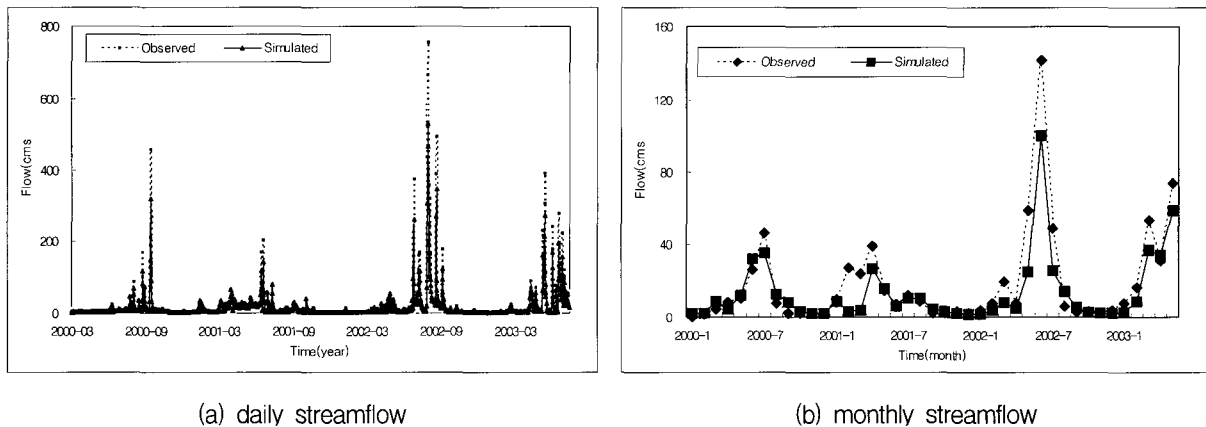 800
600
400
200
0
Flow(cms
Observed
Simulated
2000-03
2000-09
2001-03
2001-09
2002-03
2002-09
2003-03
Time(year)
(a) daily streamflow
160
120
80
40
0
Flow(cms
Observed
Simulated
2000-1
2000-7
2001-1
2001-7
2002-1
2002-7
2003-1
Time(month)
(b) monthly streamflow